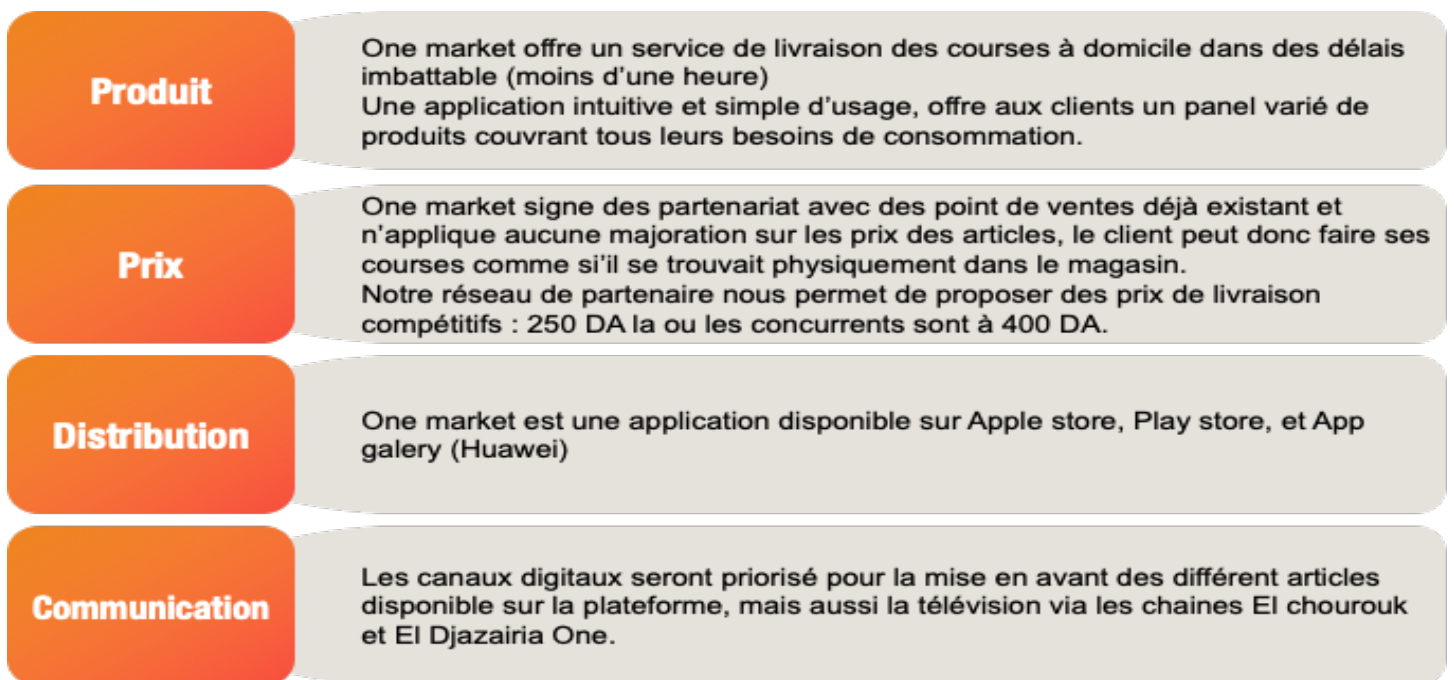 Produit
One market offre un service de livraison des courses à domicile dans des délais
imbattable (moins d'une heure)
Une application intuitive et simple d'usage, offre aux clients un panel varié de
produits couvrant tous leurs besoins de consommation.
Prix
One market signe des partenariat avec des point de ventes déjà existant et
n'applique aucune majoration sur les prix des articles, le client peut donc faire ses
courses comme si'il se trouvait physiquement dans le magasin.
Notre réseau de partenaire nous permet de proposer des prix de livraison
compétitifs : 250 DA la ou les concurrents sont à 400 DA.
Distribution
One market est une application disponible sur Apple store, Play store, et App
galery (Huawei)
Communication
Les canaux digitaux seront priorisé pour la mise en avant des différent articles
disponible sur la plateforme, mais aussi la télévision via les chaines El chourouk
et El Djazairia One.